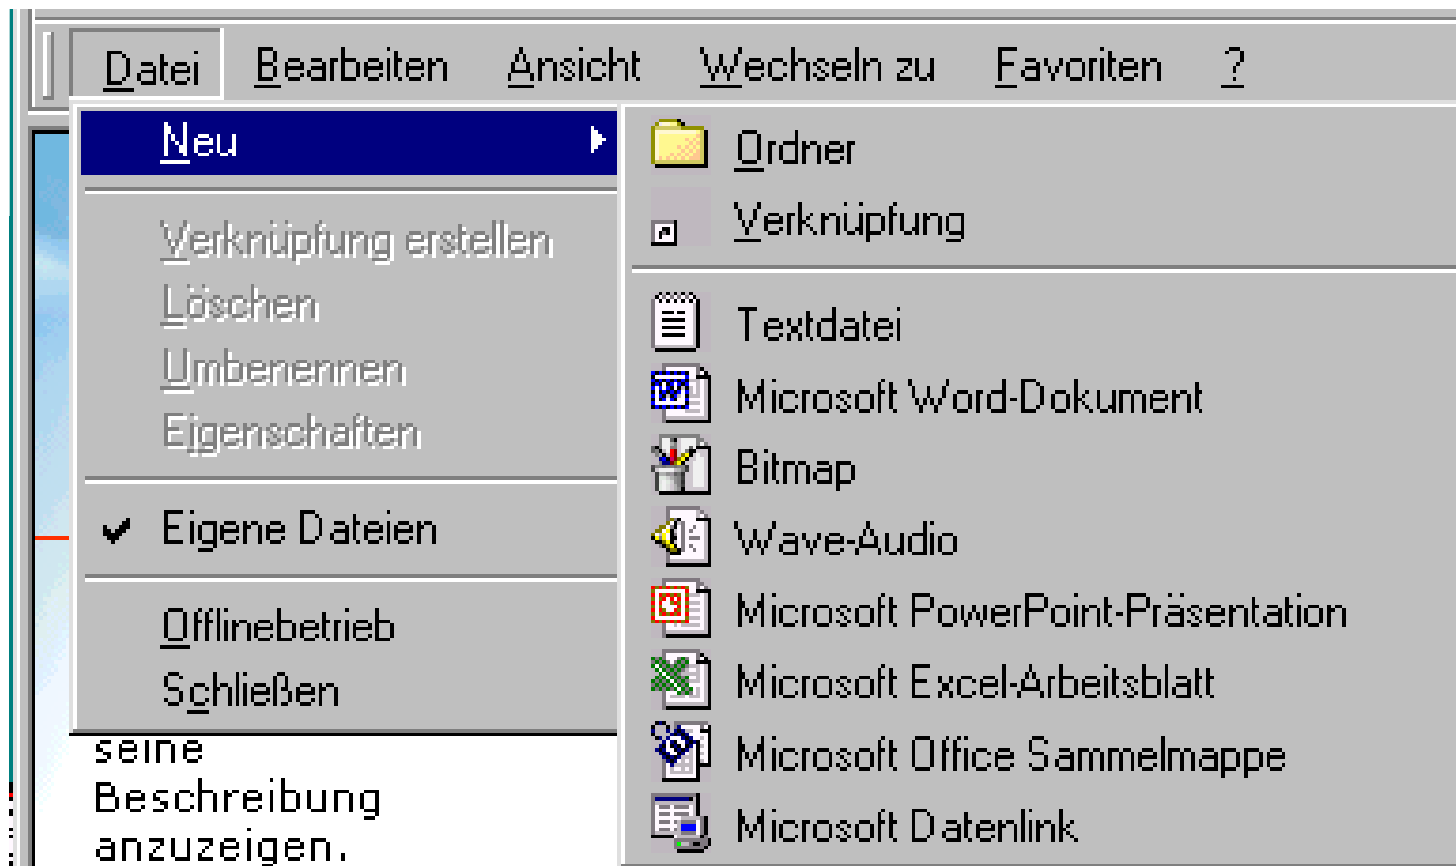 Datei Bearbeiten Ansicht Wechseln zu Favoriten ?
Neu
Verknüpfung erstellen
Löschen
Umbenennen
Eigenschaften
Eigene Dateien
Offlinebetrieb
Schließen
Ordner
Verknüpfung
Textdatei
Microsoft Word-Dokument
Bitmap
Wave-Audio
Microsoft PowerPoint-Präsentation
Microsoft Excel-Arbeitsblatt
Microsoft Office Sammelmappe
Microsoft Datenlink
seine
Beschreibung
anzuzeigen.